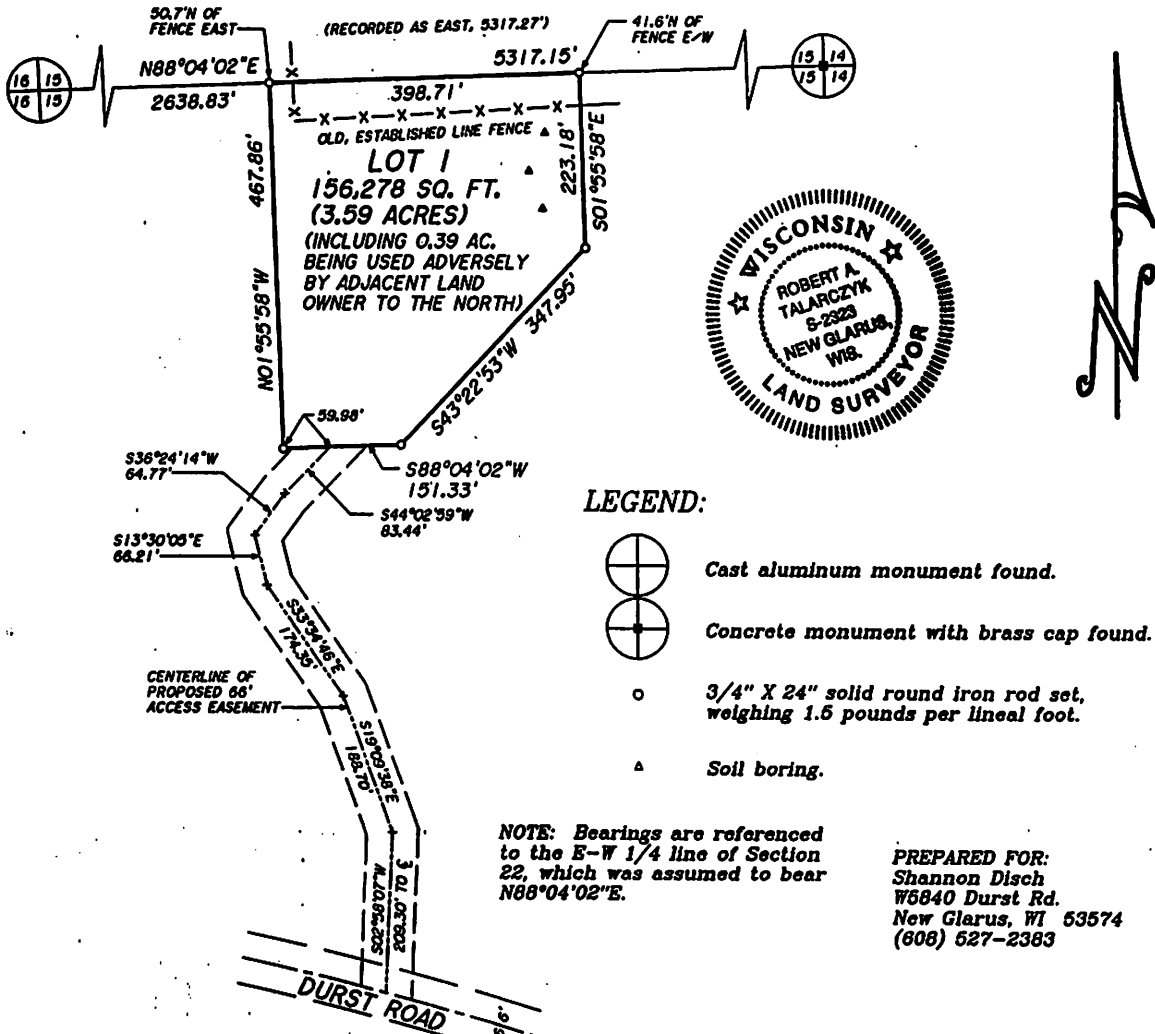 50.7'N OF
FENCE EAST
(RECORDED AS EAST, 5317.27')
41.6'N OF
FENCE E/W
16 15
16 15
N88°04'02"E
5317.15'
15 14
15 14
2638.83'
398.71'
OLD, ESTABLISHED LINE FENCE
LOT 1
156,278 SQ. FT.
(3.59 ACRES)
(INCLUDING 0.39 AC.
BEING USED ADVERSELY
BY ADJACENT LAND
OWNER TO THE NORTH)
467.86'
N01°55'58"W
223.18'
S01°55'58"E
S43°22'53"W 347.95'
59.98'
S88°04'02"W
151.33'
S36°24'14"W
64.77'
S44°02'59"W
83.44'
S13°30'05"E
66.21'
S33°34'46"E
174.35'
CENTERLINE OF
PROPOSED 66'
ACCESS EASEMENT
S19°09'38"E
188.70'
S02°58'07"W
209.30' TO
DURST ROAD
WISCONSIN
ROBERT A.
TALARCZYK
S-2323
NEW GLARUS,
WIS.
LAND SURVEYOR
N
LEGEND:
Cast aluminum monument found.
Concrete monument with brass cap found.
3/4" X 24" solid round iron rod set,
weighing 1.5 pounds per lineal foot.
Soil boring.
NOTE: Bearings are referenced
to the E-W 1/4 line of Section
22, which was assumed to bear
N88°04'02"E.
PREPARED FOR:
Shannon Disch
W5840 Durst Rd.
New Glarus, WI 53574
(608) 527-2383